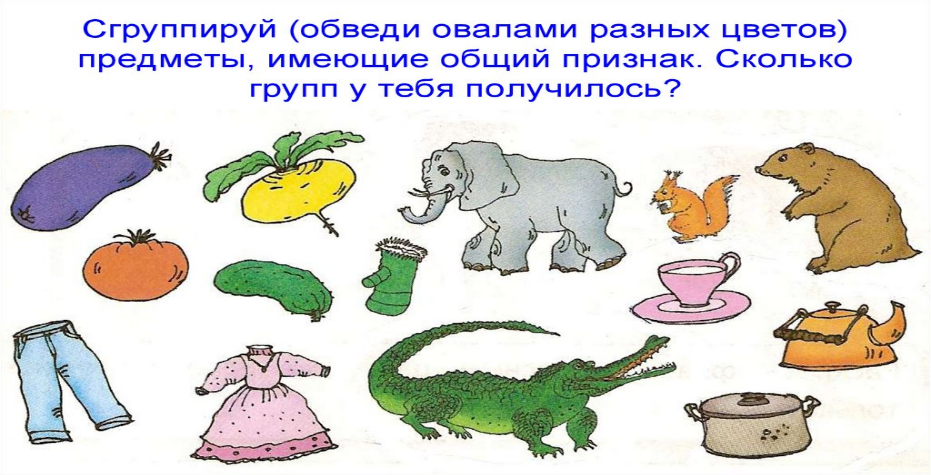 Сгруппируй (обведи овалами разных цветов)
предметы, имеющие общий признак. Сколько
групп у тебя получилось?